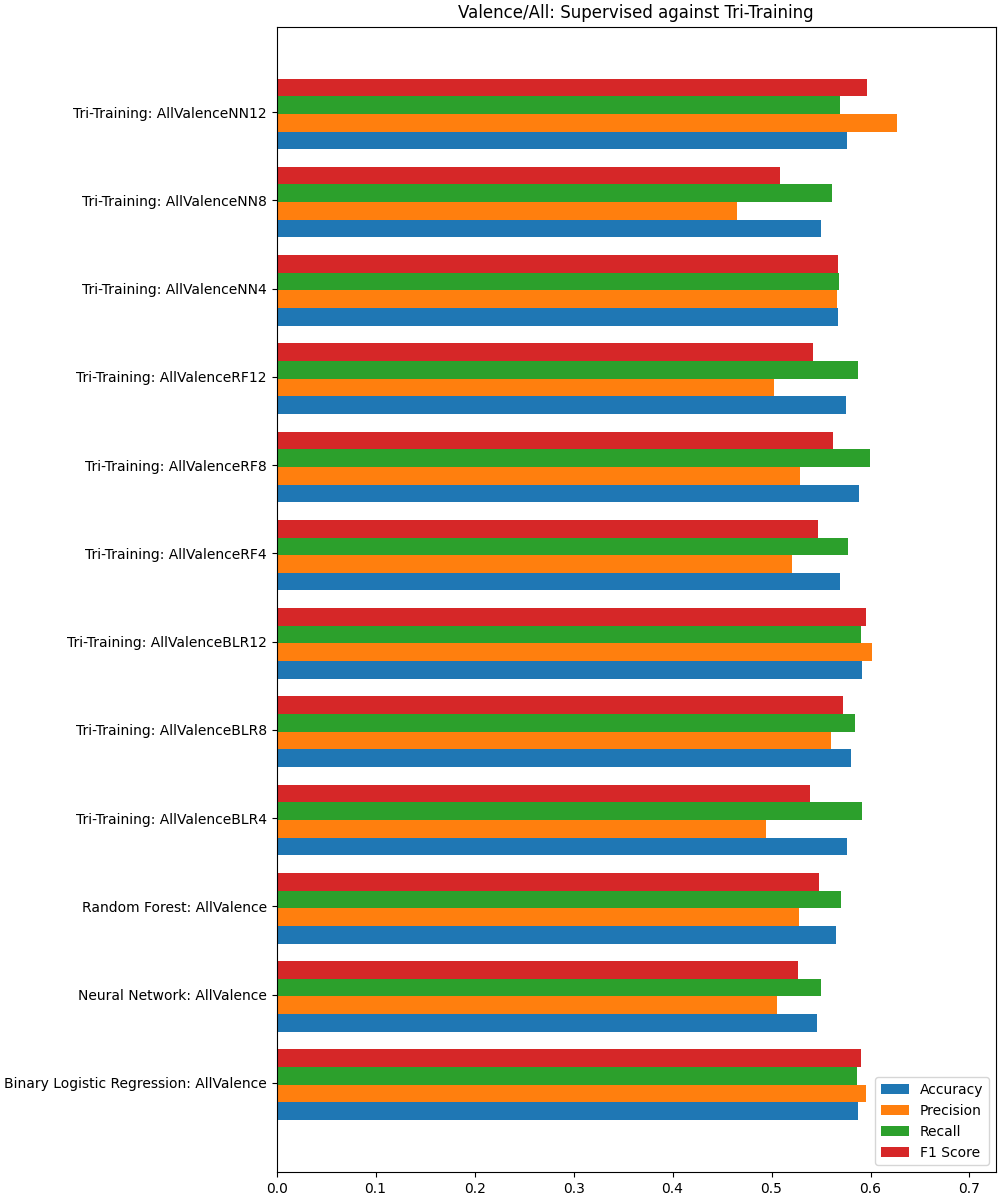 Valence/All: Supervised against Tri-Training
Tri-Training: AllValenceNN12
Tri-Training: AllValenceNN8
Tri-Training: AllValenceNN4
Tri-Training: AllValenceRF12
Tri-Training: AllValenceRF8
Tri-Training: AllValenceRF4
Tri-Training: AllValenceBLR12
Tri-Training: AllValenceBLR8
Tri-Training: AllValenceBLR4
Random Forest: AllValence
Neural Network: AllValence
Binary Logistic Regression: AllValence
Accuracy
Precision
Recall
F1 Score
0.0 0.1 0.2 0.3 0.4 0.5 0.6 0.7